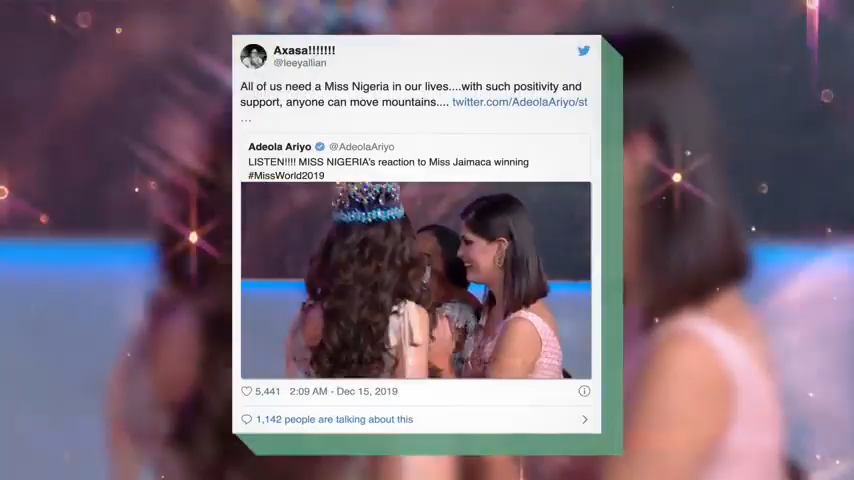 Axasa!!!!!!!
@leeyallian
All of us need a Miss Nigeria in our lives....with such positivity and
support, anyone can move mountains.... twitter.com/AdeolaAriyo/st
...
Adeola Ariyo @AdeolaAriyo
LISTEN!!!! MISS NIGERIA's reaction to Miss Jaimaca winning
#MissWorld2019
5,441 2:09 AM - Dec 15, 2019
1,142 people are talking about this